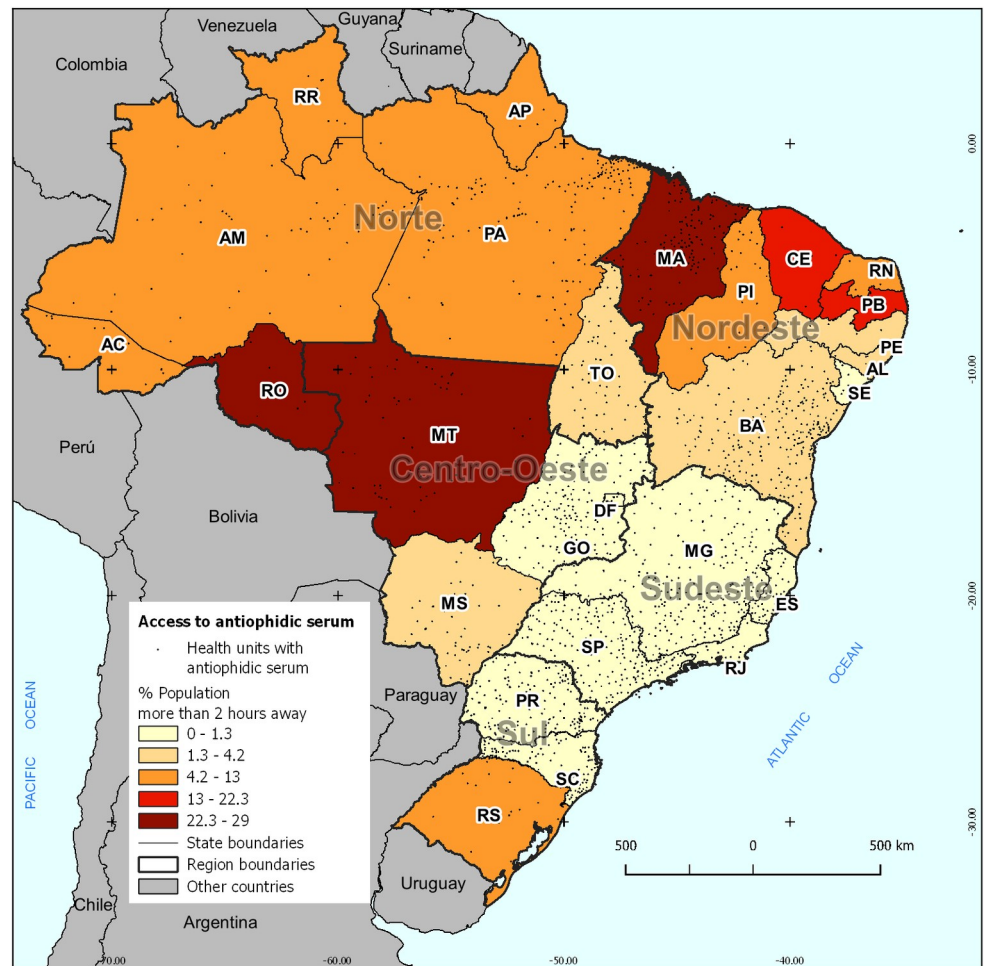 Guyana
Venezuela
Suriname
Colombia
RR
AP
0.00
Norte
AM
PA
MA
CE
RN
PI
PB
Nordeste
AC
PE
-10.00
AL
TO
RO
SE
BA
MT
Perú
Centro-Oeste
DF
Bolivia
GO
MG
Sudeste
-20.00
MS
ES
Access to antiophidic serum
Health units with
antiophidic serum
SP
RJ
ATLANTIC OCEAN
% Population
more than 2 hours away
Paraguay
PR
Sul
PACIFIC OCEAN
0 - 1.3
1.3 - 4.2
4.2 - 13
13 - 22.3
22.3 - 29
SC
RS
-30.00
State boundaries
Region boundaries
Other countries
500 0 500 km
Uruguay
Chile
Argentina
-70.00 -60.00 -50.00 -40.00